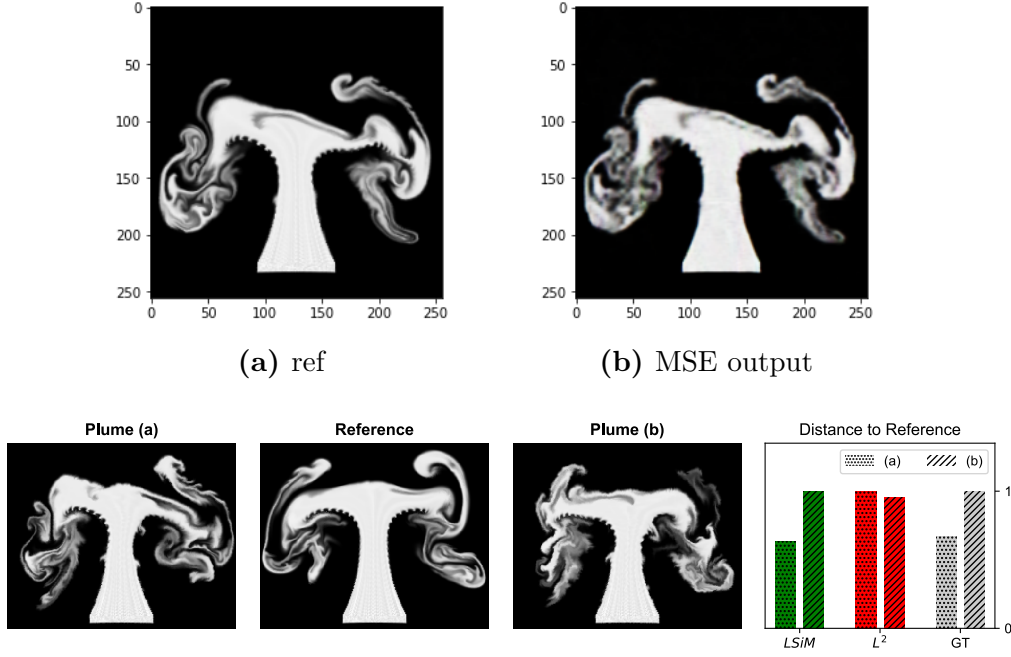 0
50
100
150
200
250
0 50 100 150 200 250
(a) ref
0
50
100
150
200
250
0 50 100 150 200 250
(b) MSE output
Plume (a)
Reference
Plume (b)
Distance to Reference
(a) (b)
1
0
LSiM L² GT